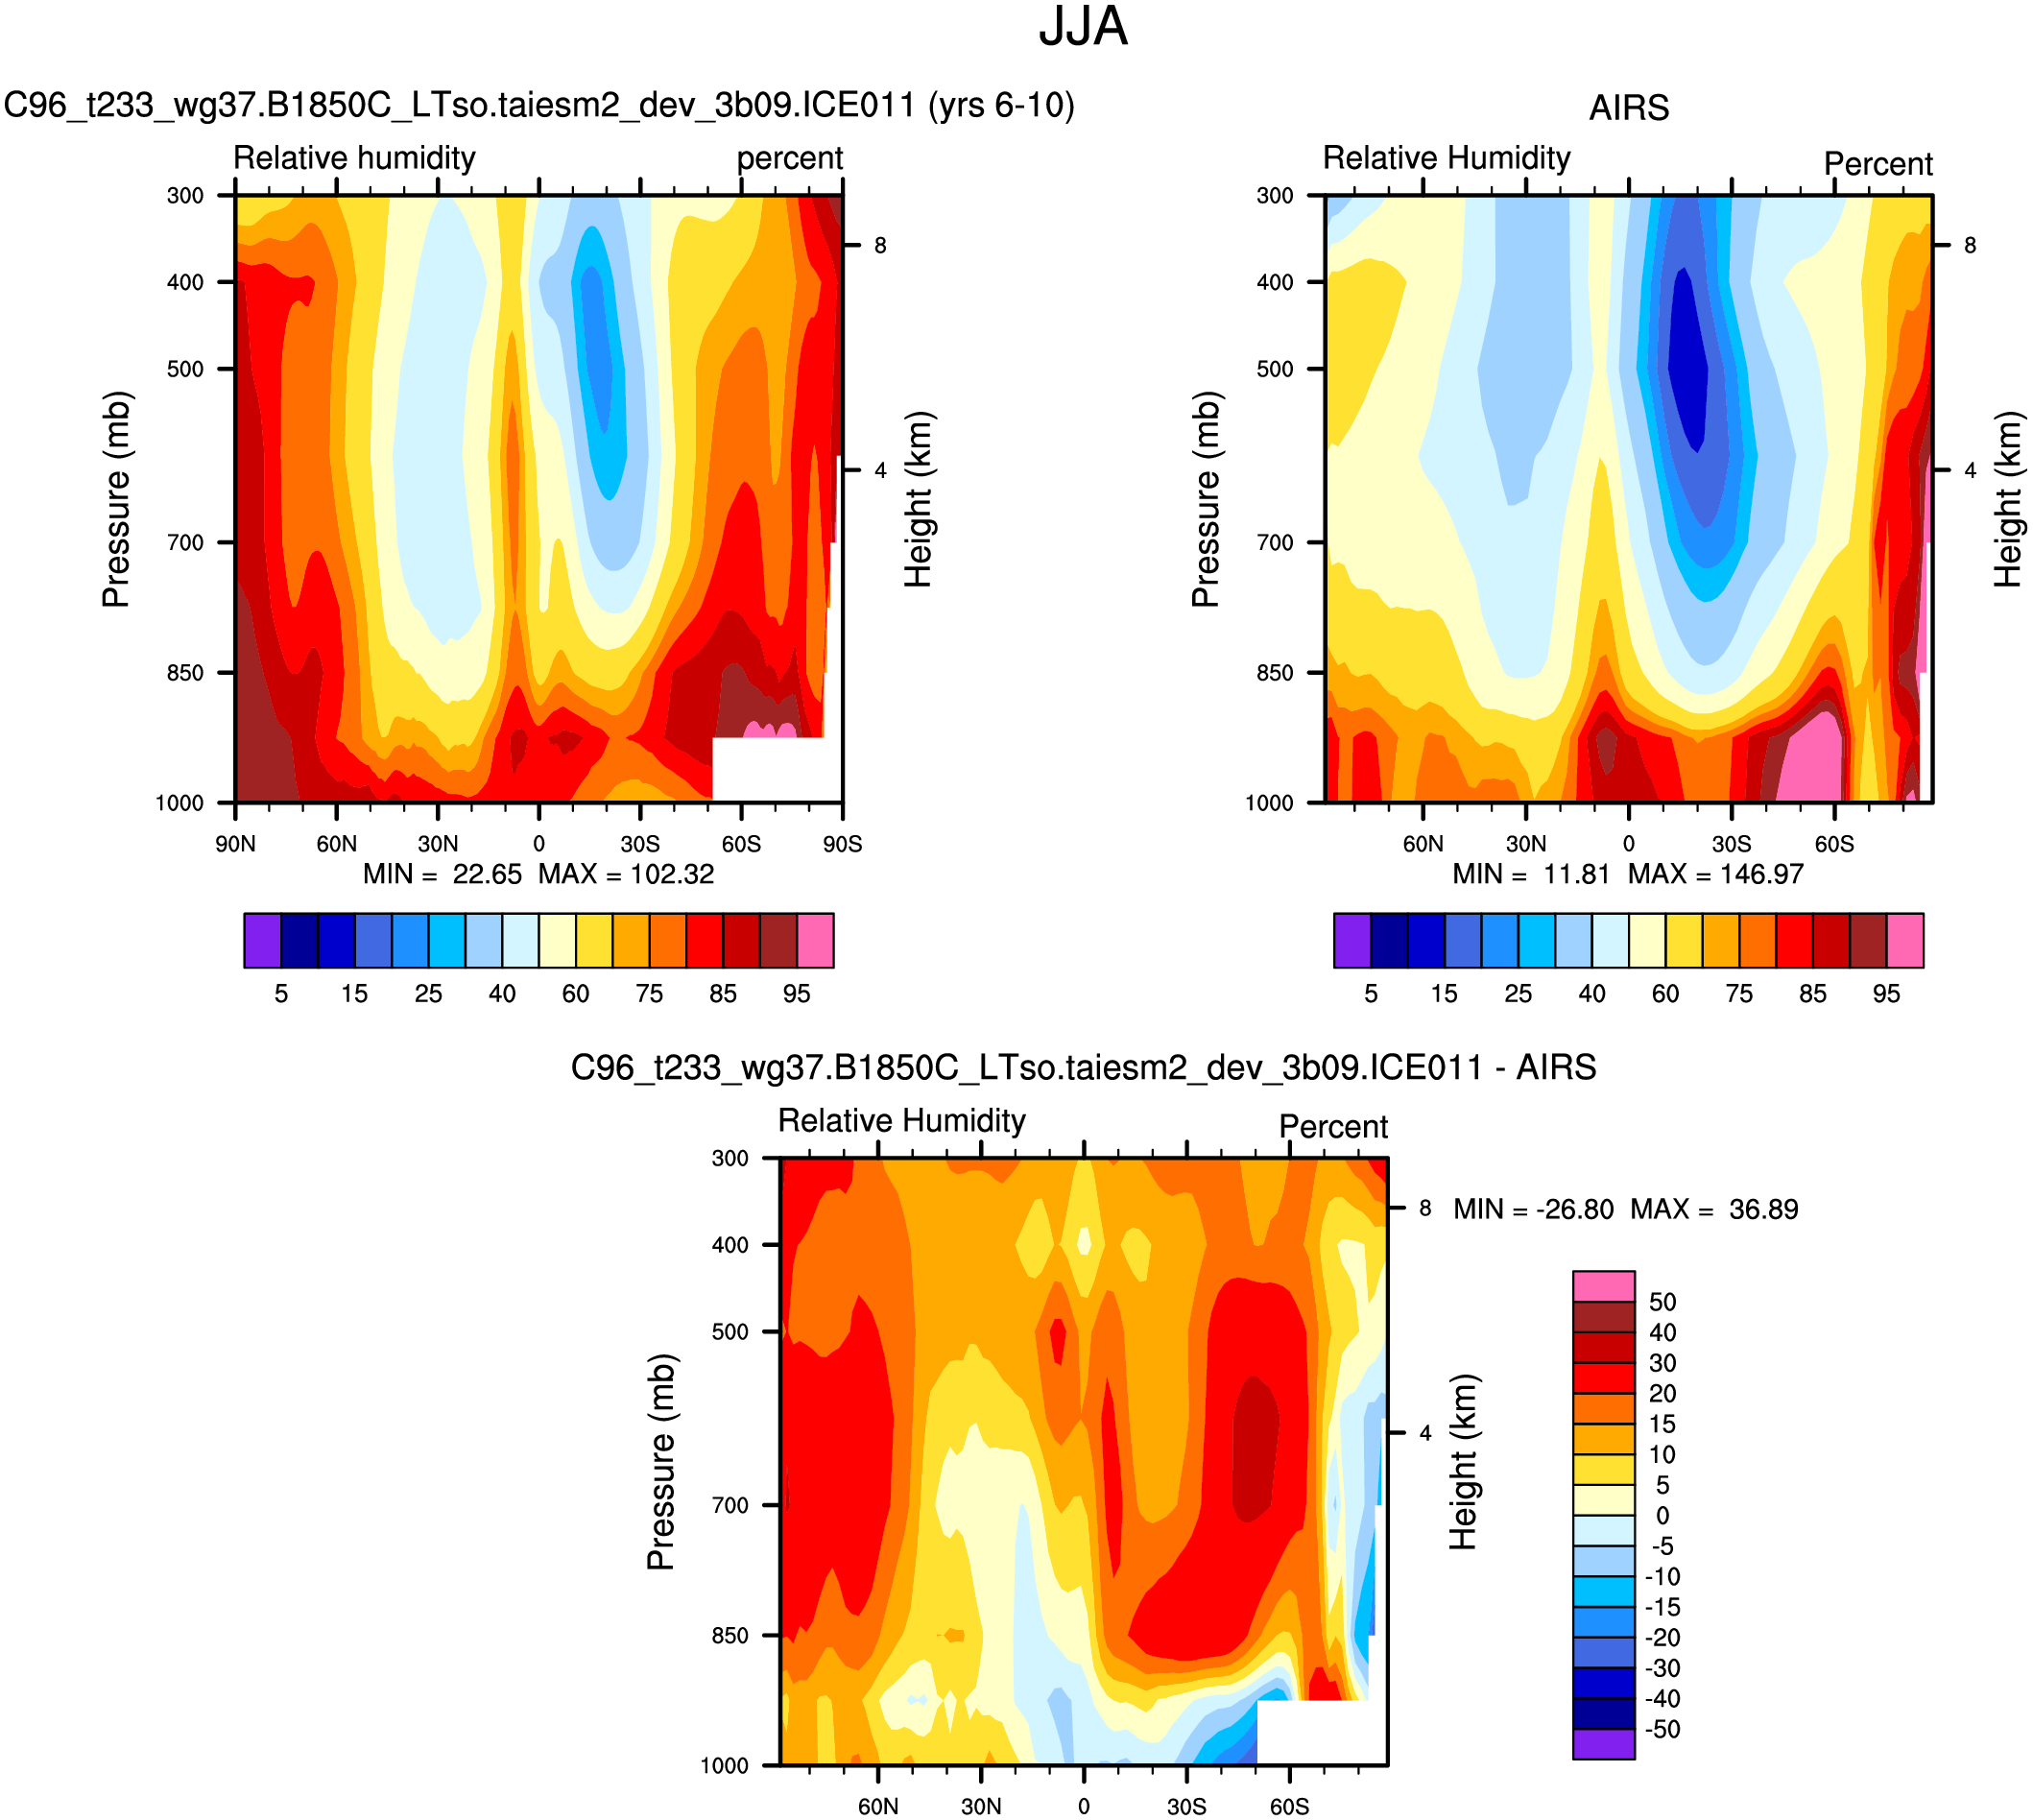 JJA
C96_t233_wg37.B1850C_LTso.taiesm2_dev_3b09.ICE011 (yrs 6-10)
Relative humidity percent
300
400
500
700
850
1000
Pressure (mb)
8
4
Height (km)
90N 60N 30N 0 30S 60S 90S
MIN = 22.65 MAX = 102.32
5 15 25 40 60 75 85 95
AIRS
Relative Humidity Percent
300
400
500
700
850
1000
Pressure (mb)
8
4
Height (km)
60N 30N 0 30S 60S
MIN = 11.81 MAX = 146.97
5 15 25 40 60 75 85 95
C96_t233_wg37.B1850C_LTso.taiesm2_dev_3b09.ICE011 - AIRS
Relative Humidity Percent
300
400
500
700
850
1000
Pressure (mb)
8
4
Height (km)
60N 30N 0 30S 60S
MIN = -26.80 MAX = 36.89
50
40
30
20
15
10
5
0
-5
-10
-15
-20
-30
-40
-50